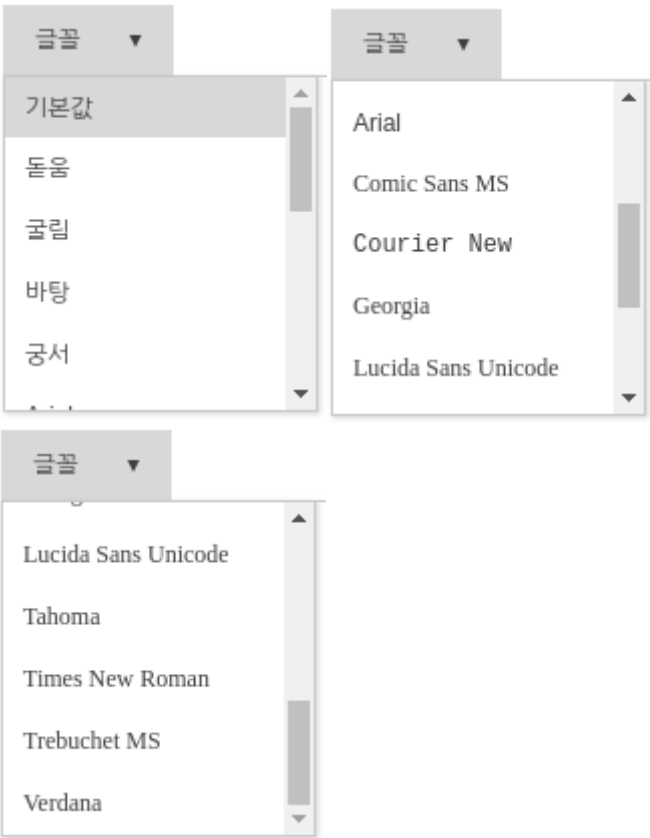 글꼴 ▼
기본값
돋움
굴림
바탕
궁서
글꼴 ▼
Arial
Comic Sans MS
Courier New
Georgia
Lucida Sans Unicode
글꼴 ▼
Lucida Sans Unicode
Tahoma
Times New Roman
Trebuchet MS
Verdana